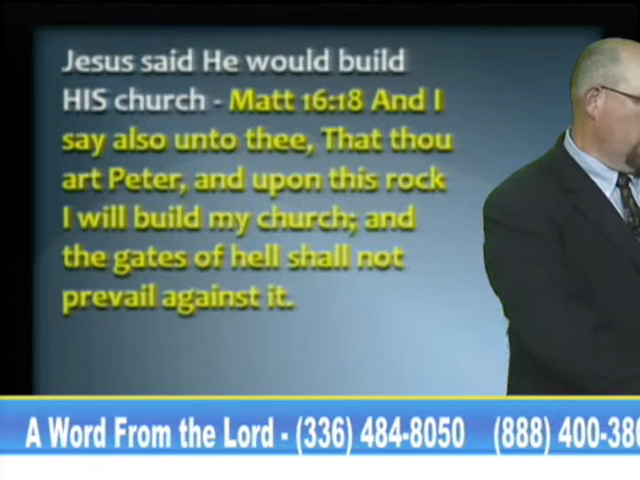 Jesus said He would build
HIS church - Matt 16:18 And I
say also unto thee, That thou
art Peter, and upon this rock
I will build my church; and
the gates of hell shall not
prevail against it.
A Word From the Lord - (336) 484-8050 (888)